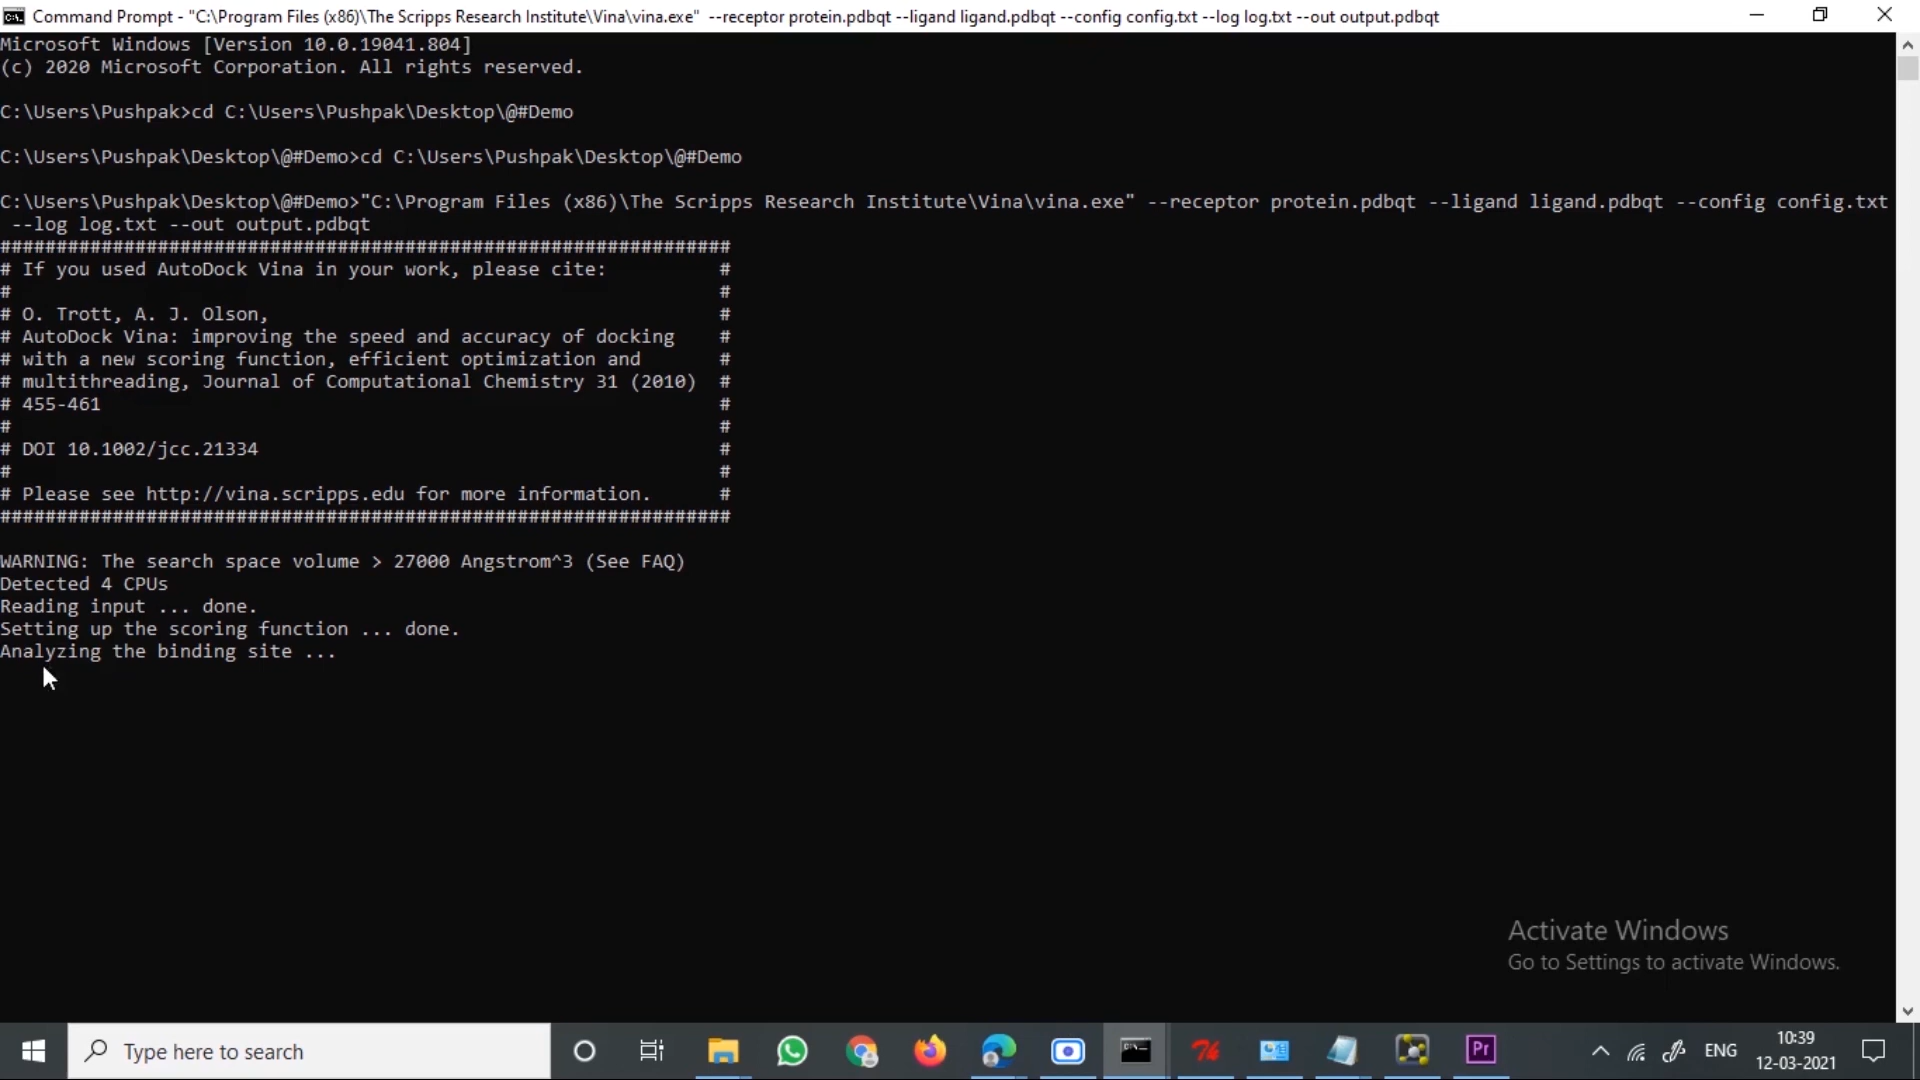 Command Prompt - "C:\Program Files (x86)\The Scripps Research Institute\Vina\vina.exe"  --receptor protein.pdbqt --ligand ligand.pdbqt --config config.txt --log log.txt --out output.pdbqt
Microsoft Windows [Version 10.0.19041.804]
(c) 2020 Microsoft Corporation. All rights reserved.
C:\Users\Pushpak>cd C:\Users\Pushpak\Desktop\@#Demo
C:\Users\Pushpak\Desktop\@#Demo>cd C:\Users\Pushpak\Desktop\@#Demo
C:\Users\Pushpak\Desktop\@#Demo>"C:\Program Files (x86)\The Scripps Research Institute\Vina\vina.exe" --receptor protein.pdbqt --ligand ligand.pdbqt --config config.txt
--log log.txt --out output.pdbqt
#################################################################
# If you used AutoDock Vina in your work, please cite:          #
#                                                               #
# O. Trott, A. J. Olson,                                        #
# AutoDock Vina: improving the speed and accuracy of docking    #
# with a new scoring function, efficient optimization and       #
# multithreading, Journal of Computational Chemistry 31 (2010)  #
# 455-461                                                       #
#                                                               #
# DOI 10.1002/jcc.21334                                         #
#                                                               #
# Please see http://vina.scripps.edu for more information.      #
#################################################################
WARNING: The search space volume > 27000 Angstrom^3 (See FAQ)
Detected 4 CPUs
Reading input ... done.
Setting up the scoring function ... done.
Analyzing the binding site ...
Activate Windows
Go to Settings to activate Windows.
Type here to search
Pr
ENG
10:39
12-03-2021